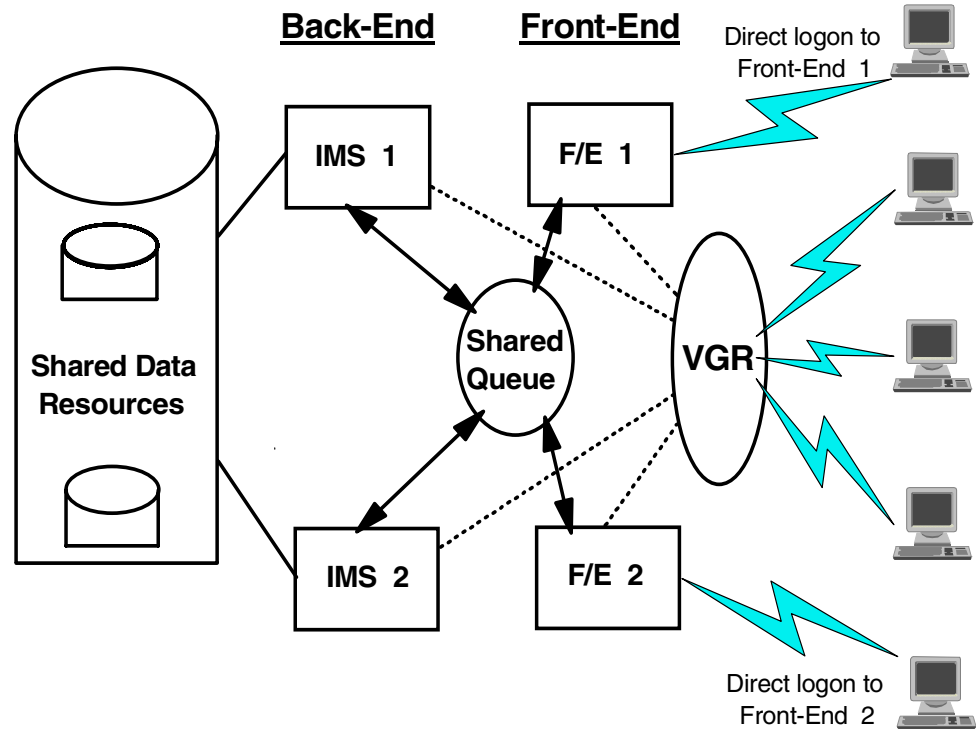 Back-End
Front-End
Direct logon to
Front-End 1
IMS 1
F/E 1
Shared
Queue
VGR
Shared Data
Resources
IMS 2
F/E 2
Direct logon to
Front-End 2